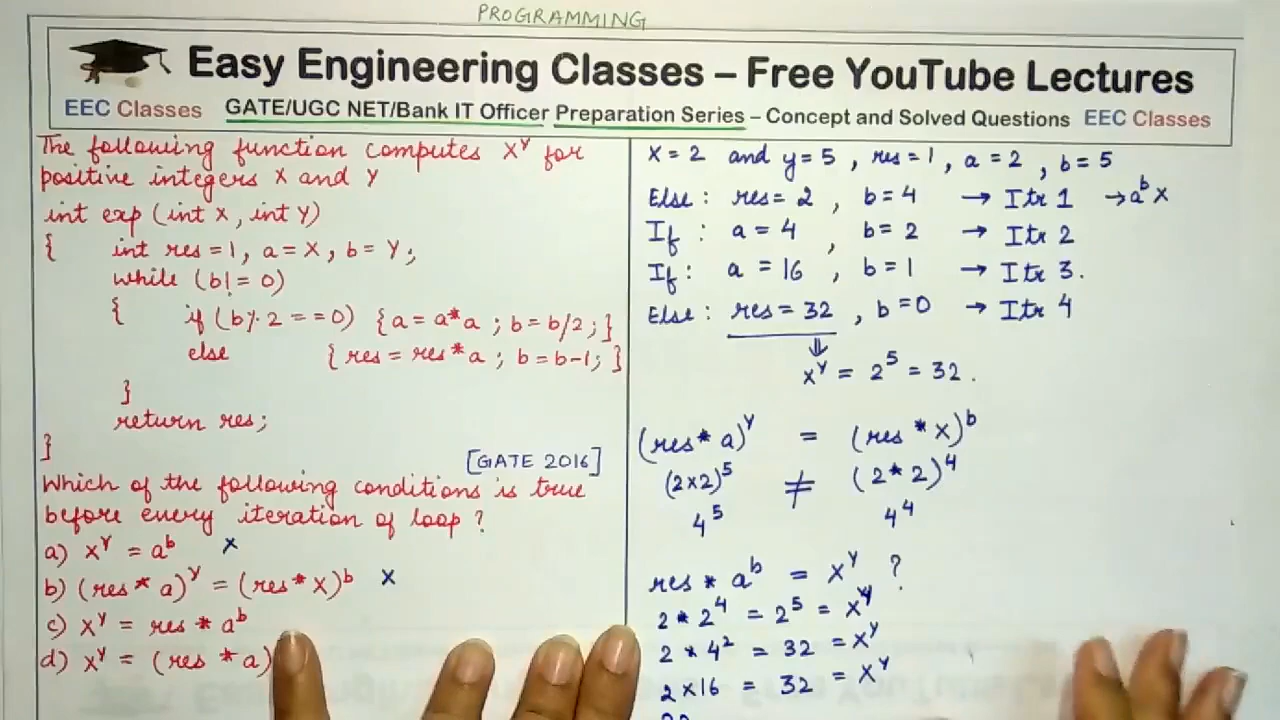 PROGRAMMING
Easy Engineering Classes – Free YouTube Lectures
EEC Classes GATE/UGC NET/Bank IT Officer Preparation Series – Concept and Solved Questions EEC Classes
The following function computes X^Y for
positive integers X and Y
int exp (int X, int Y)
{ int res=1, a=X, b=Y;
while (b!=0)
{ if (b%2==0) {a=a*a; b=b/2;}
else {res=res*a; b=b-1;}
}
return res;
}
[GATE 2016]
Which of the following conditions is true
before every iteration of loop?
a) X^Y = a^b X
b) (res*a)^Y = (res*X)^b X
c) X^Y = res * a^b
d) X^Y = (res *a)
X=2 and y=5, res=1, a=2, b=5
Else: res=2, b=4 → Itr 1 → a^b X
If: a=4, b=2 → Itr 2
If: a=16, b=1 → Itr 3.
Else: res=32, b=0 → Itr 4
⇓
X^Y = 2^5 = 32.
(res*a)^Y = (res*X)^b
(2×2)^5 ≠ (2*2)^4
4^5 4^4
res * a^b = X^Y ?
2*2^4 = 2^5 = X^Y
2*4^2 = 32 = X^Y
2×16 = 32 = X^Y